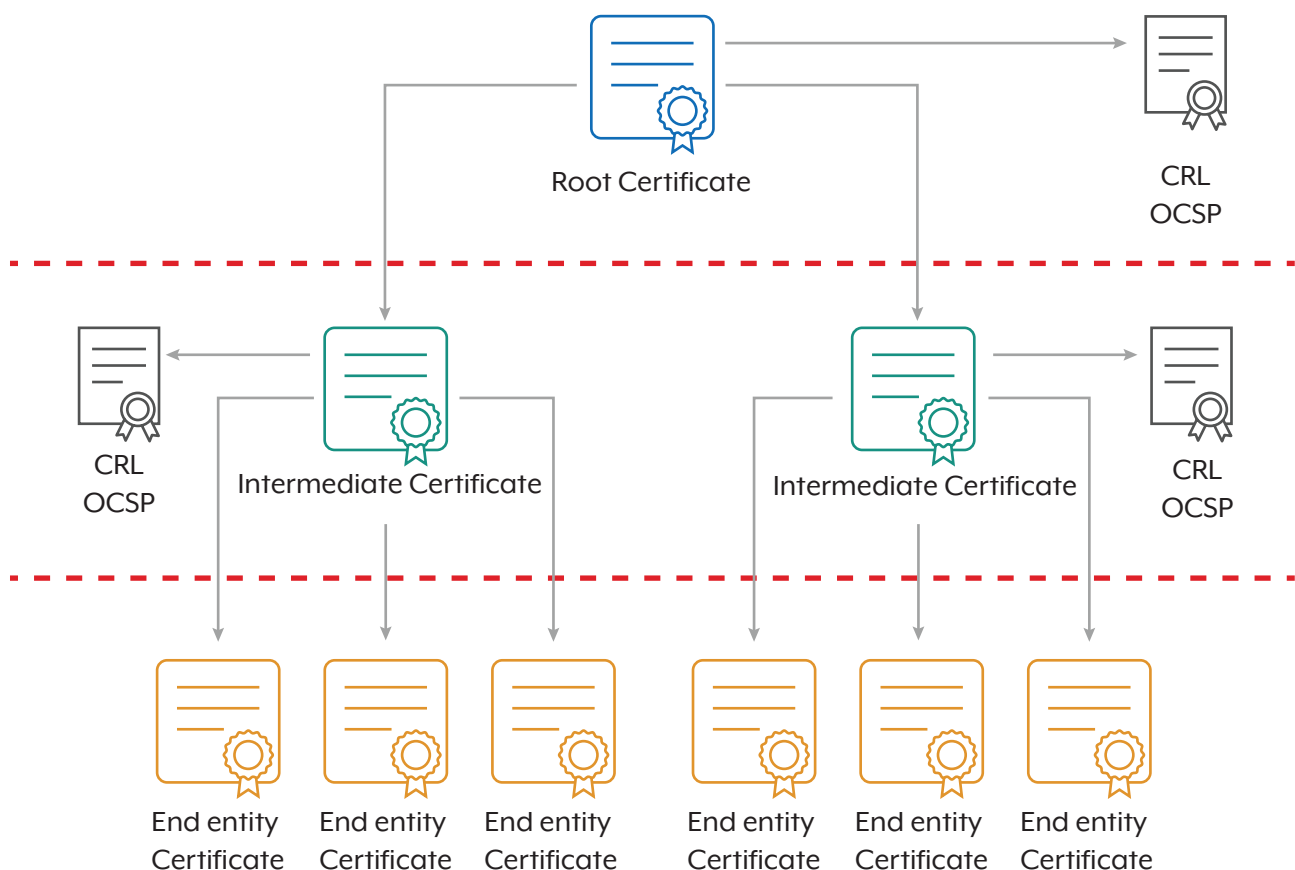 Root Certificate
CRL
OCSP
CRL
OCSP
Intermediate Certificate
Intermediate Certificate
CRL
OCSP
End entity
Certificate
End entity
Certificate
End entity
Certificate
End entity
Certificate
End entity
Certificate
End entity
Certificate